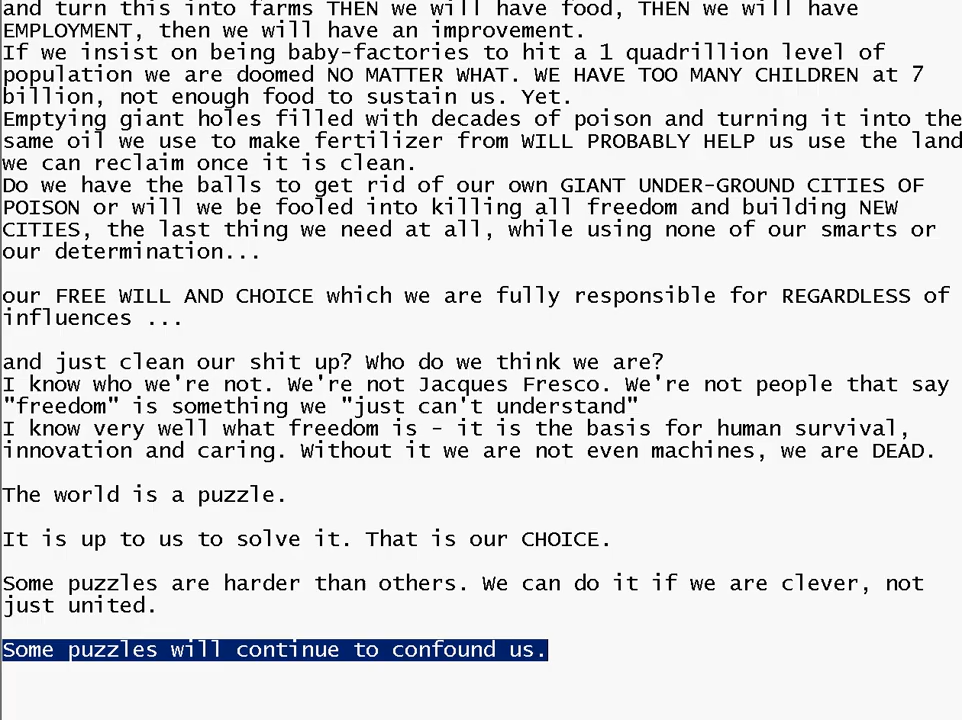 and turn this into farms THEN we will have food, THEN we will have
EMPLOYMENT, then we will have an improvement.
If we insist on being baby-factories to hit a 1 quadrillion level of
population we are doomed NO MATTER WHAT. WE HAVE TOO MANY CHILDREN at 7
billion, not enough food to sustain us. Yet.
Emptying giant holes filled with decades of poison and turning it into the
same oil we use to make fertilizer from WILL PROBABLY HELP us use the land
we can reclaim once it is clean.
Do we have the balls to get rid of our own GIANT UNDER-GROUND CITIES OF
POISON or will we be fooled into killing all freedom and building NEW
CITIES, the last thing we need at all, while using none of our smarts or
our determination...
our FREE WILL AND CHOICE which we are fully responsible for REGARDLESS of
influences ...
and just clean our shit up? Who do we think we are?
I know who we're not. We're not Jacques Fresco. We're not people that say
"freedom" is something we "just can't understand"
I know very well what freedom is - it is the basis for human survival,
innovation and caring. Without it we are not even machines, we are DEAD.
The world is a puzzle.
It is up to us to solve it. That is our CHOICE.
Some puzzles are harder than others. We can do it if we are clever, not
just united.
Some puzzles will continue to confound us.